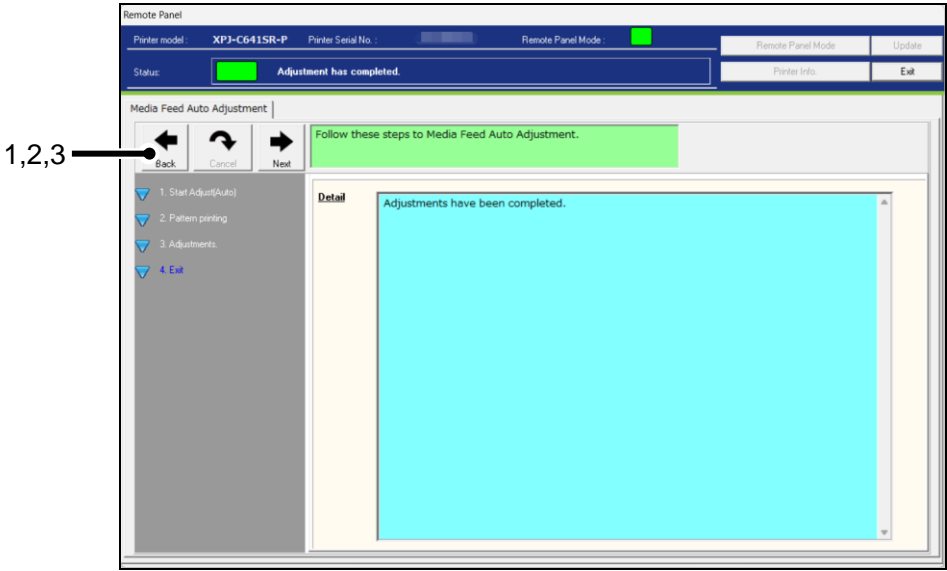 Remote Panel
Printer model : XPJ-C641SR-P Printer Serial No. : Remote Panel Mode :
Remote Panel Mode Update
Status: Adjustment has completed.
Printer Info. Exit
Media Feed Auto Adjustment
1,2,3
Back Cancel Next
Follow these steps to Media Feed Auto Adjustment.
1. Start Adjust(Auto)
2. Pattern printing
3. Adjustments.
4. Exit
Detail
Adjustments have been completed.